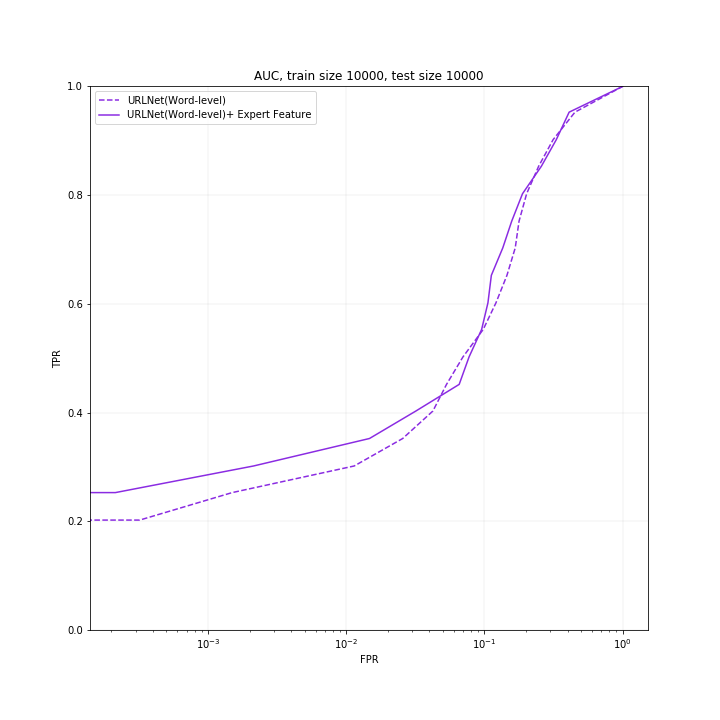 AUC, train size 10000, test size 10000
URLNet(Word-level)
URLNet(Word-level)+ Expert Feature
1.0
0.8
0.6
0.4
0.2
0.0
TPR
10⁻³ 10⁻² 10⁻¹ 10⁰
FPR